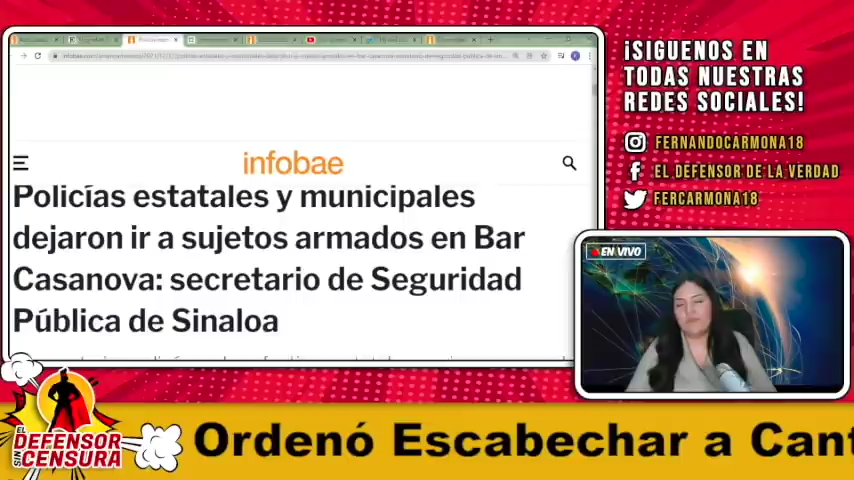 ¡SIGUENOS EN
TODAS NUESTRAS
REDES SOCIALES!
FERNANDOCARMONA18
EL DEFENSOR DE LA VERDAD
FERCARMONA18
infobae
Policías estatales y municipales
dejaron ir a sujetos armados en Bar
Casanova: secretario de Seguridad
Pública de Sinaloa
EN VIVO
EL
DEFENSOR
SIN
CENSURA
Ordenó Escabechar a Cant